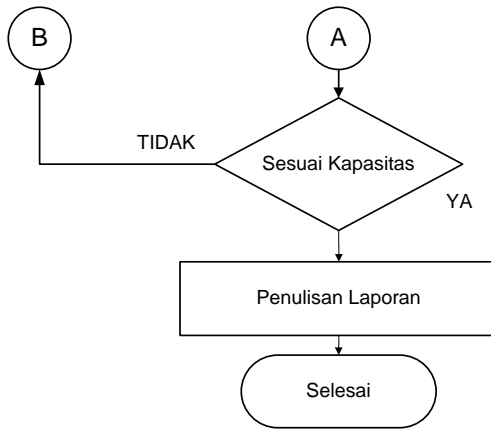 B
A
TIDAK
Sesuai Kapasitas
YA
Penulisan Laporan
Selesai